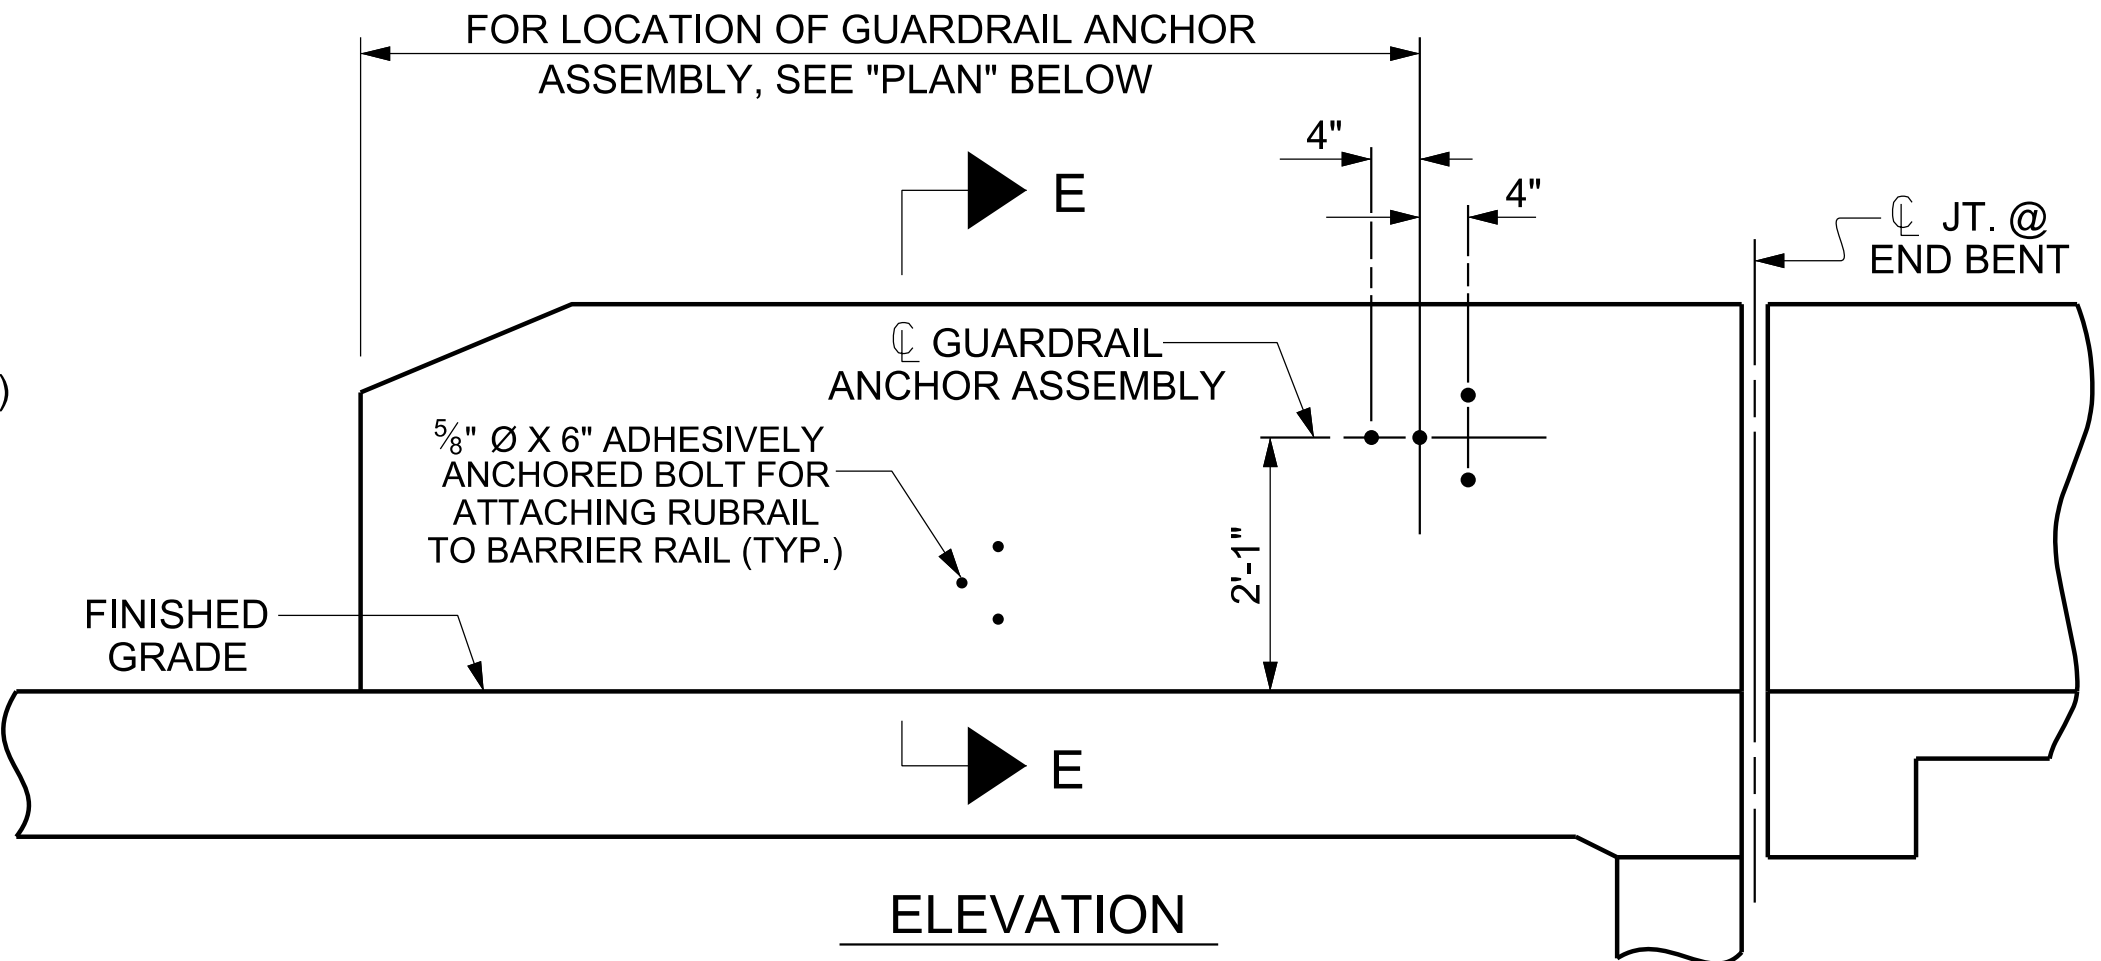 FOR LOCATION OF GUARDRAIL ANCHOR
ASSEMBLY, SEE "PLAN" BELOW
4"
E
4"
℄ JT. @
END BENT
℄ GUARDRAIL
ANCHOR ASSEMBLY
)
⅝" Ø X 6" ADHESIVELY
ANCHORED BOLT FOR
ATTACHING RUBRAIL
TO BARRIER RAIL (TYP.)
2'-1"
FINISHED
GRADE
E
ELEVATION